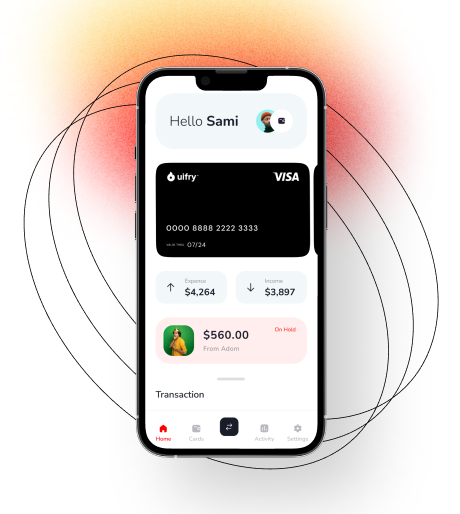 Hello Sami
uifry
VISA
0000 8888 2222 3333
VALID THRU 07/24
Expense
$4,264
Income
$3,897
$560.00
On Hold
From Adom
Transaction
Home
Cards
Activity
Settings